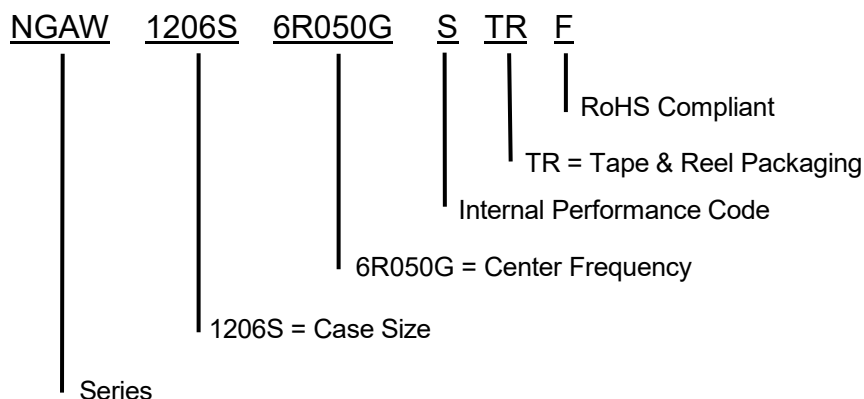 NGAW 1206S 6R050G S TR F
RoHS Compliant
TR = Tape & Reel Packaging
Internal Performance Code
6R050G = Center Frequency
1206S = Case Size
Series